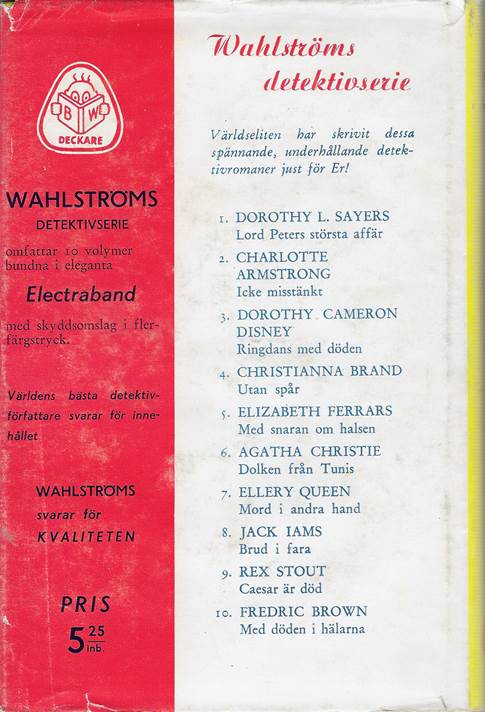 B W
DECKARE
WAHLSTRÖMS
DETEKTIVSERIE
omfattar 10 volymer
bundna i eleganta
Electraband
med skyddsomslag i fler-
färgstryck.
Världens bästa detektiv-
författare svarar för inne-
hållet
WAHLSTRÖMS
svarar för
KVALITETEN
PRIS
5 25
inb.
Wahlströms
detektivserie
Världseliten har skrivit dessa
spännande, underhållande detek-
tivromaner just för Er!
1. DOROTHY L. SAYERS
Lord Peters största affär
2. CHARLOTTE
ARMSTRONG
Icke misstänkt
3. DOROTHY CAMERON
DISNEY
Ringdans med döden
4. CHRISTIANNA BRAND
Utan spår
5. ELIZABETH FERRARS
Med snaran om halsen
6. AGATHA CHRISTIE
Dolken från Tunis
7. ELLERY QUEEN
Mord i andra hand
8. JACK IAMS
Brud i fara
9. REX STOUT
Caesar är död
10. FREDRIC BROWN
Med döden i hälarna